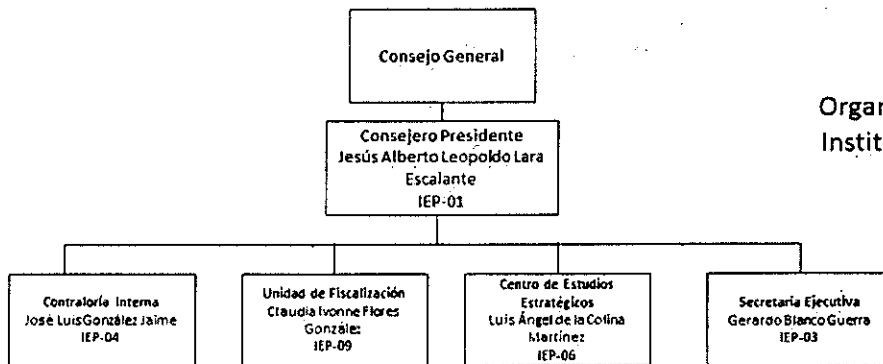 Consejo General
Organ
Instit
Consejero Presidente
Jesús Alberto Leopoldo Lara
Escalante
IEP-01
Contraloría Interna
José Luis González Jaime
IEP-04
Unidad de Fiscalización
Claudia Ivonne Flores
González
IEP-09
Centro de Estudios
Estratégicos
Luis Ángel de la Colina
Martínez
IEP-06
Secretaria Ejecutiva
Gerardo Blanco Guerra
IEP-03